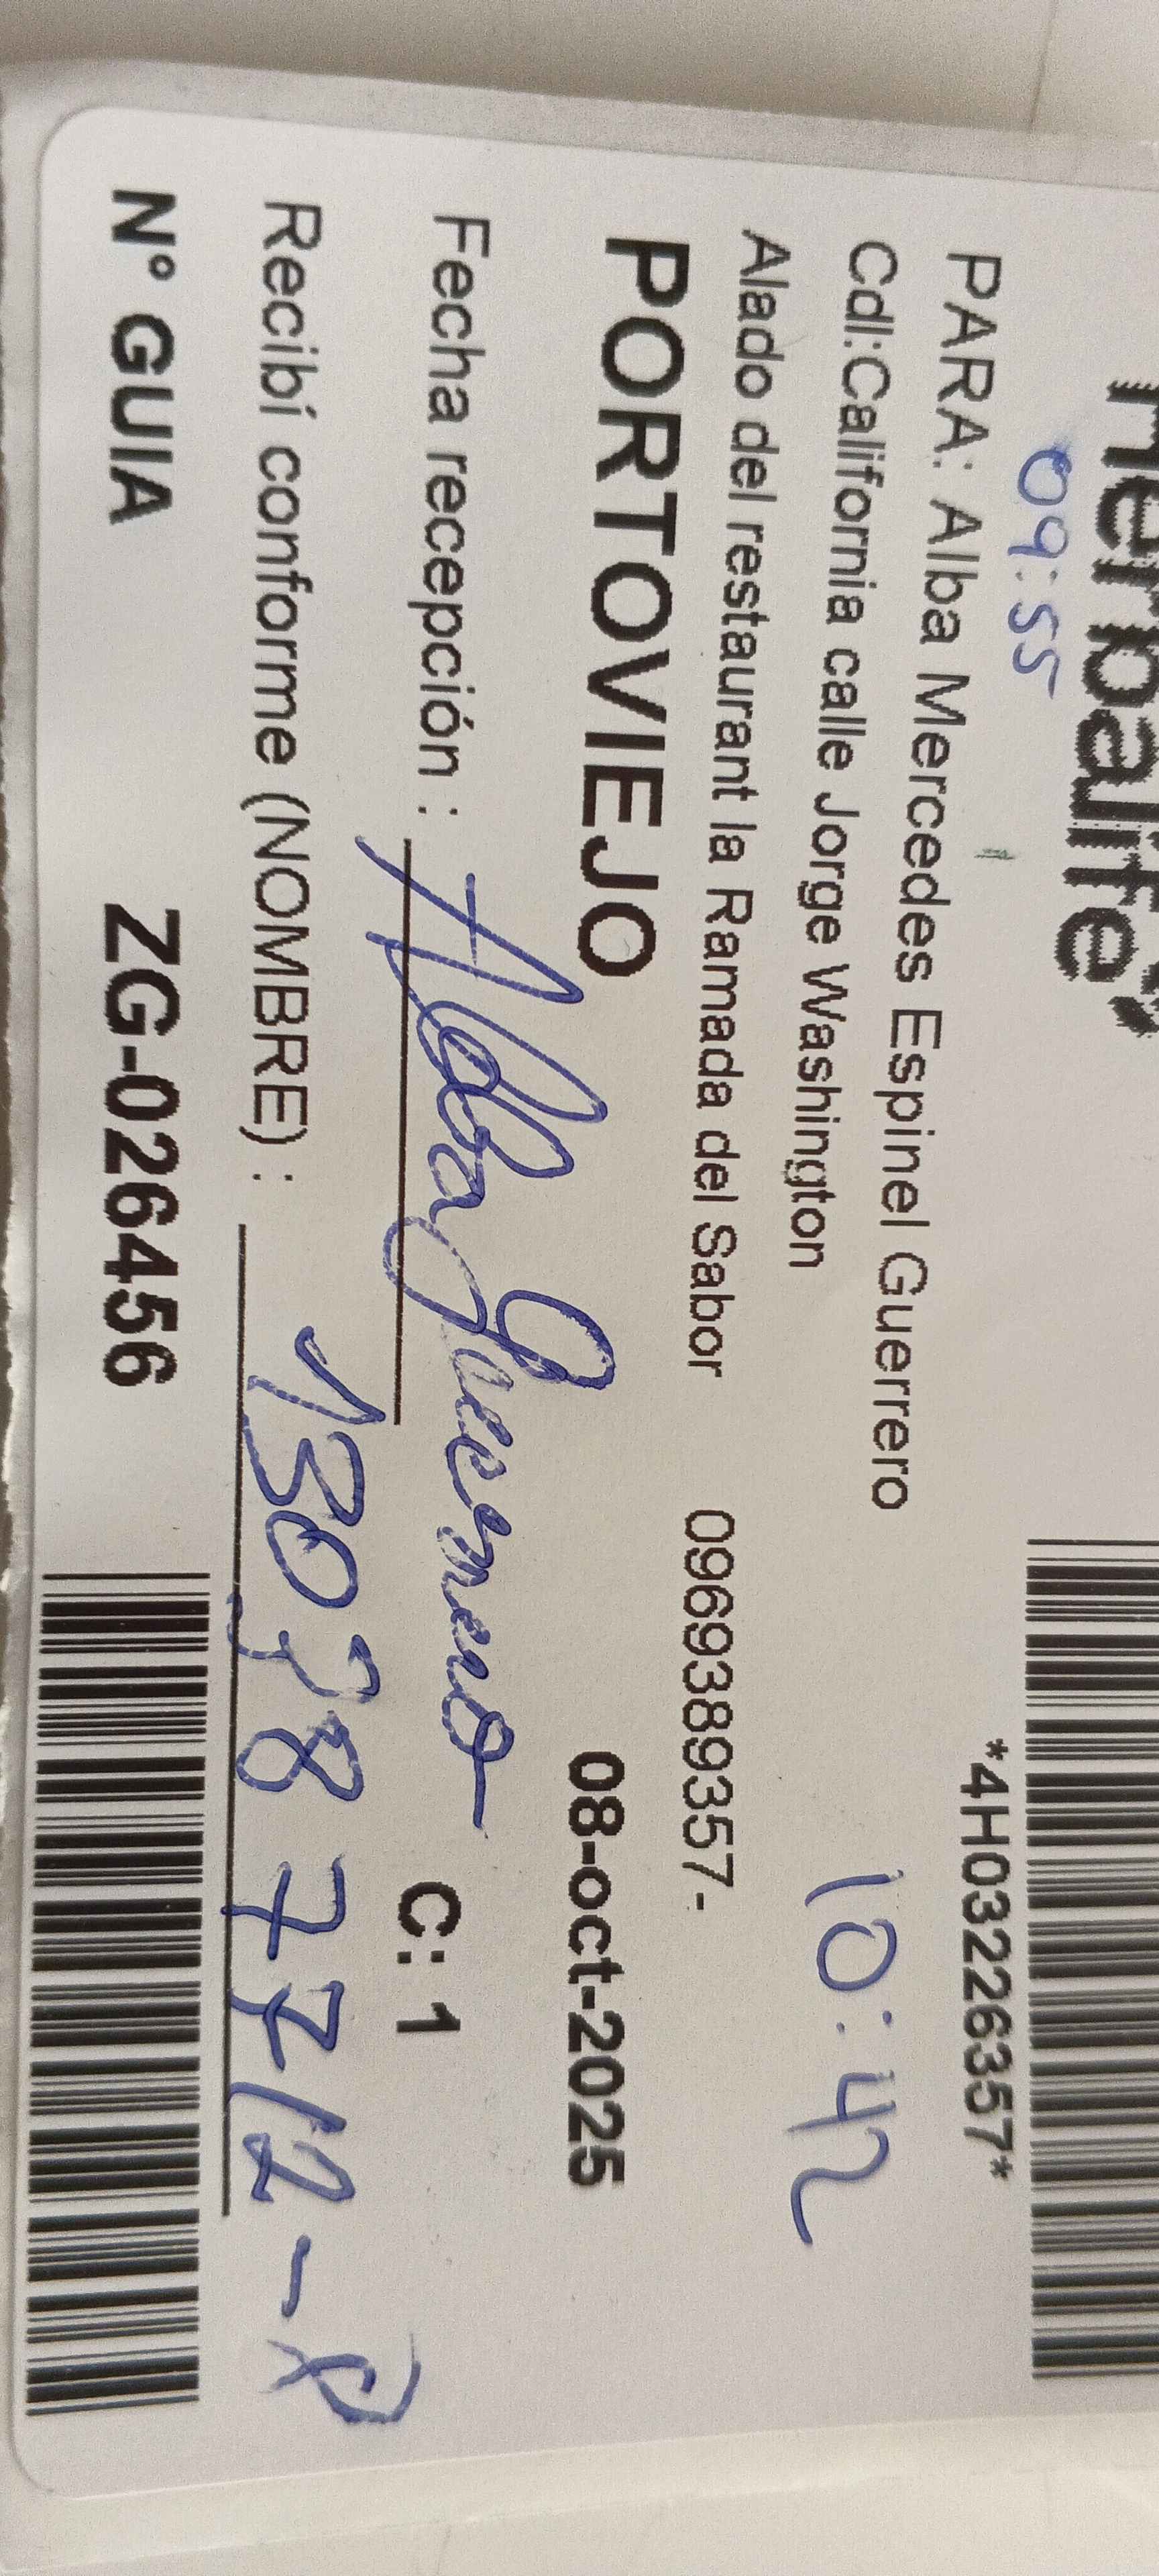 Herbalife
09:55
*4H03226357*
PARA: Alba Mercedes Espinel Guerrero
Cdl:California calle Jorge Washington
10:42
Alado del restaurant la Ramada del Sabor 0969389357-
PORTOVIEJO 08-oct-2025
Fecha recepción : Alba Guerrero C: 1
Recibí conforme (NOMBRE) : 130387712-
N° GUIA ZG-026456